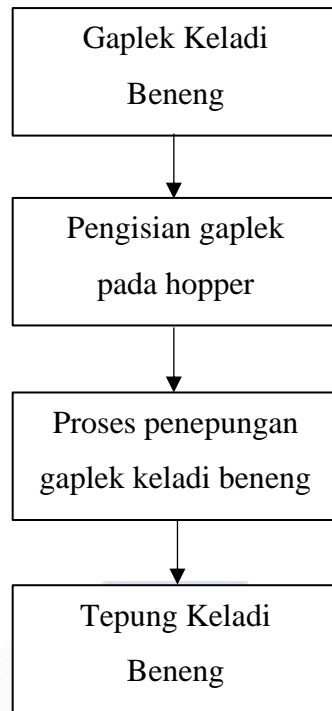 Gaplek Keladi
Beneng
Pengisian gaplek
pada hopper
Proses penepungan
gaplek keladi beneng
Tepung Keladi
Beneng